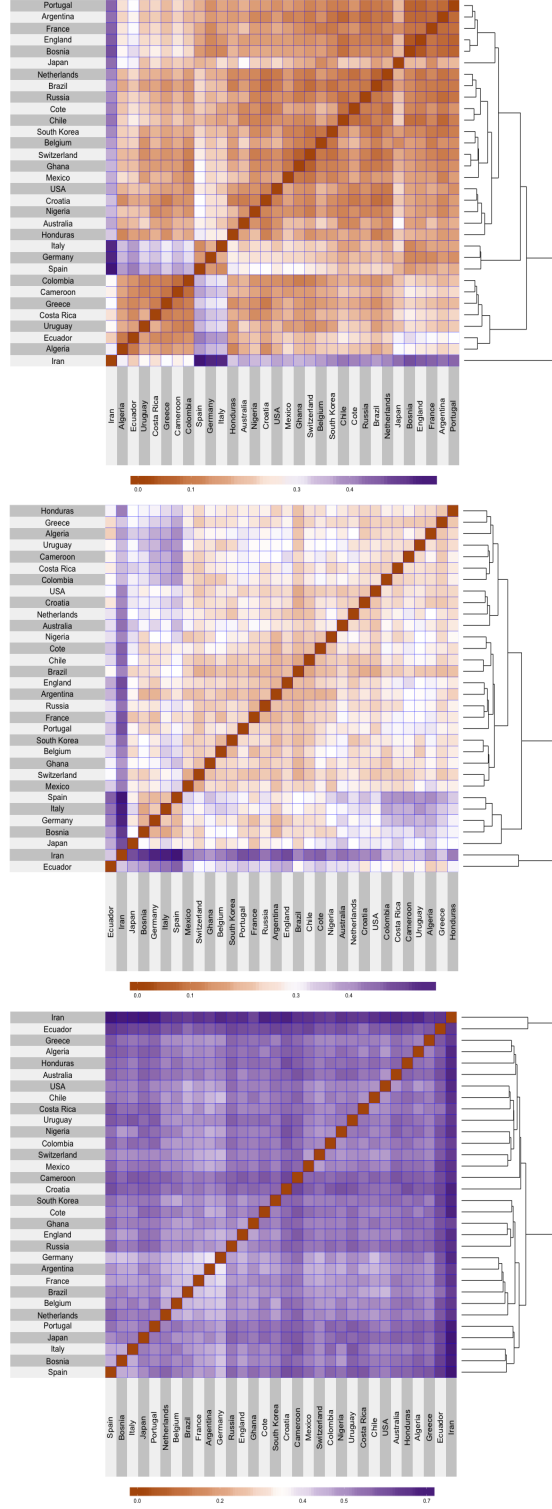 Portugal
Argentina
France
England
Bosnia
Japan
Netherlands
Brazil
Russia
Cote
Chile
South Korea
Belgium
Switzerland
Ghana
Mexico
USA
Croatia
Nigeria
Australia
Honduras
Italy
Germany
Spain
Colombia
Cameroon
Greece
Costa Rica
Uruguay
Ecuador
Algeria
Iran
Iran Algeria Ecuador Uruguay Costa Rica Greece Cameroon Colombia Spain Germany Italy Honduras Australia Nigeria Croatia USA Mexico Ghana Switzerland Belgium South Korea Chile Cote Russia Brazil Netherlands Japan Bosnia England France Argentina Portugal
0.0 0.1 0.3 0.4
Honduras
Greece
Algeria
Uruguay
Cameroon
Costa Rica
Colombia
USA
Croatia
Netherlands
Australia
Nigeria
Cote
Chile
Brazil
England
Argentina
Russia
France
Portugal
South Korea
Belgium
Ghana
Switzerland
Mexico
Spain
Italy
Germany
Bosnia
Japan
Iran
Ecuador
Ecuador Iran Japan Bosnia Germany Italy Spain Mexico Switzerland Ghana Belgium South Korea Portugal France Russia Argentina England Brazil Chile Cote Nigeria Australia Netherlands Croatia USA Colombia Costa Rica Cameroon Uruguay Algeria Greece Honduras
0.0 0.1 0.3 0.4
Iran
Ecuador
Greece
Algeria
Honduras
Australia
USA
Chile
Costa Rica
Uruguay
Nigeria
Colombia
Switzerland
Mexico
Cameroon
Croatia
South Korea
Cote
Ghana
England
Russia
Germany
Argentina
France
Brazil
Belgium
Netherlands
Portugal
Japan
Italy
Bosnia
Spain
Spain Bosnia Italy Japan Portugal Netherlands Belgium Brazil France Argentina Germany Russia England Ghana Cote South Korea Croatia Cameroon Mexico Switzerland Colombia Nigeria Uruguay Costa Rica Chile USA Australia Honduras Algeria Greece Ecuador Iran
0.0 0.2 0.4 0.5 0.7